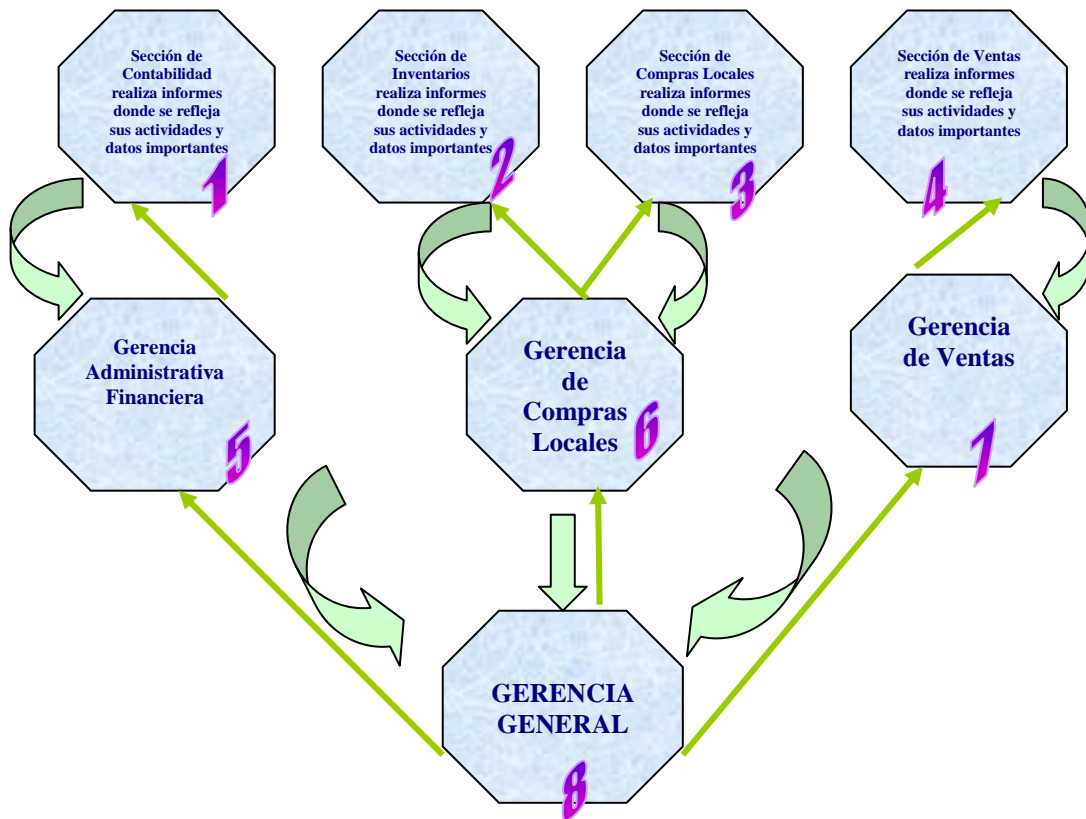 Sección de
Contabilidad
realiza informes
donde se refleja
sus actividades y
datos importantes
1
Sección de
Inventarios
realiza informes
donde se refleja
sus actividades y
datos importantes
2
Sección de
Compras Locales
realiza informes
donde se refleja
sus actividades y
datos importantes
3
Sección de Ventas
realiza informes
donde se refleja
sus actividades y
datos importantes
4
Gerencia
Administrativa
Financiera
5
Gerencia
de
Compras
Locales
6
Gerencia
de Ventas
7
GERENCIA
GENERAL
8